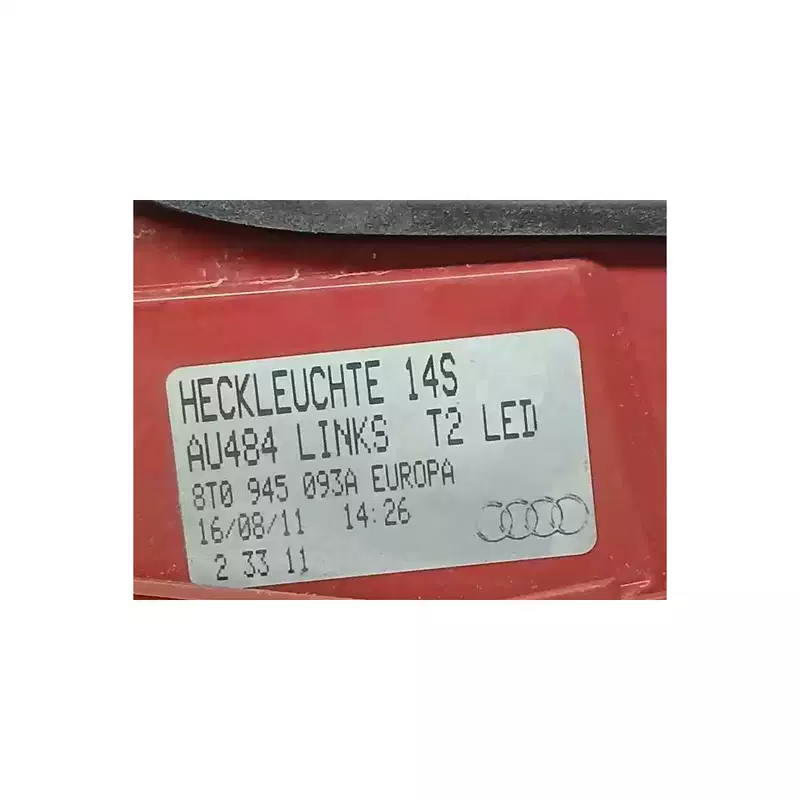 HECKLEUCHTE 14S
AU484 LINKS T2 LED
8T0 945 093A EUROPA
16/08/11 14:26
2 33 11